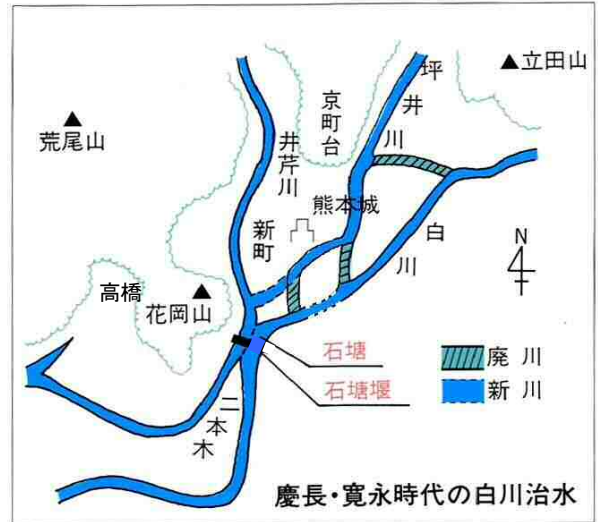 立田山
荒尾山
京町台
坪井川
井芹川
熊本城
新町
白川
N
高橋
花岡山
石塘
石塘堰
二本木
廃川
新川
慶長・寛永時代の白川治水